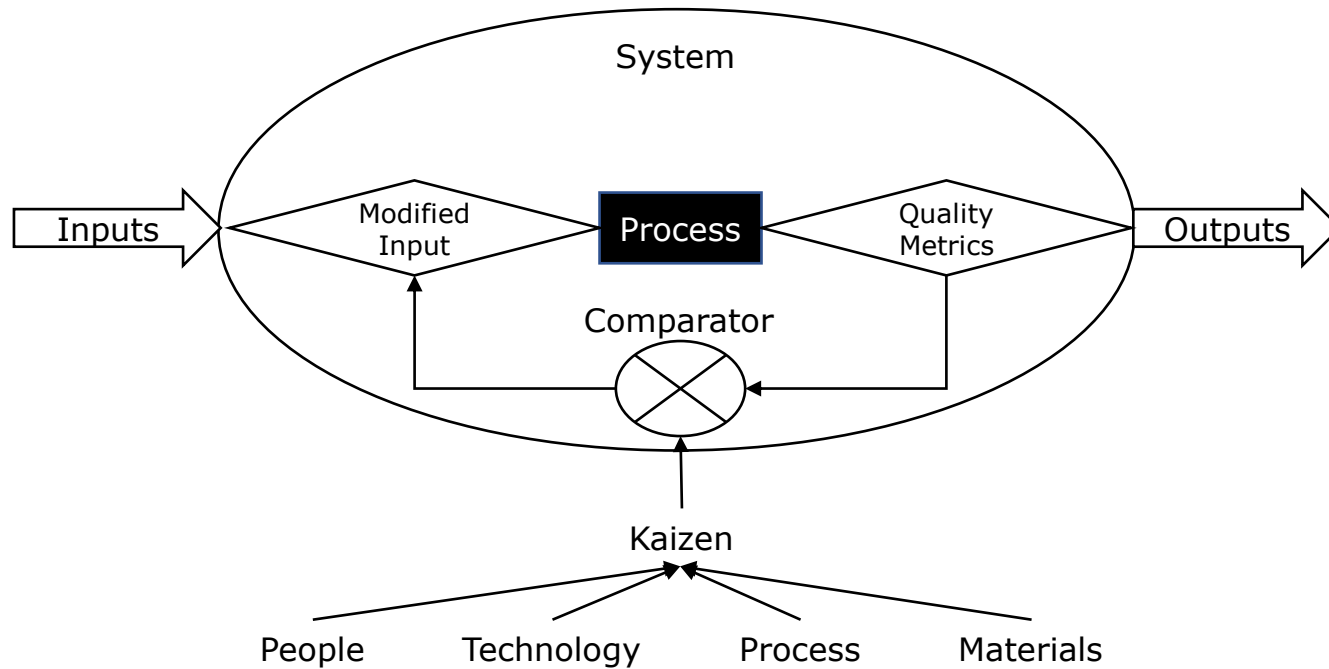 System
Inputs
Modified
Input
Process
Quality
Metrics
Outputs
Comparator
Kaizen
People
Technology
Process
Materials